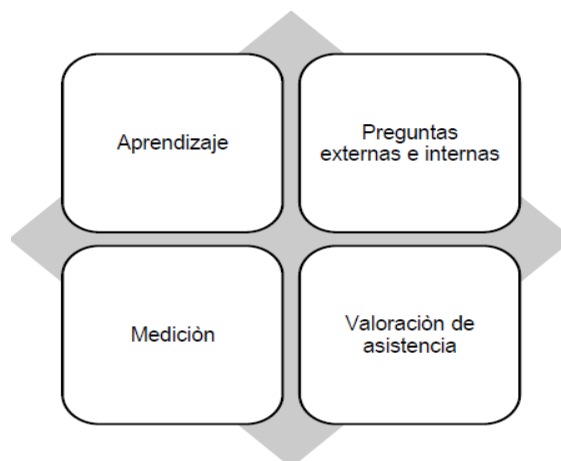 Aprendizaje
Preguntas
externas e internas
Mediciòn
Valoraciòn de
asistencia